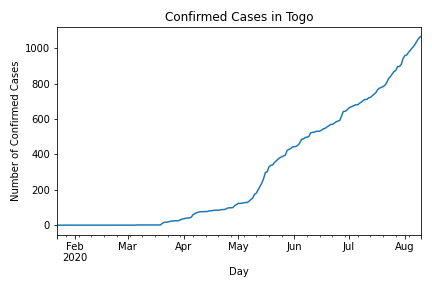 Confirmed Cases in Togo
Number of Confirmed Cases
1000
800
600
400
200
0
Feb Mar Apr May Jun Jul Aug
2020
Day